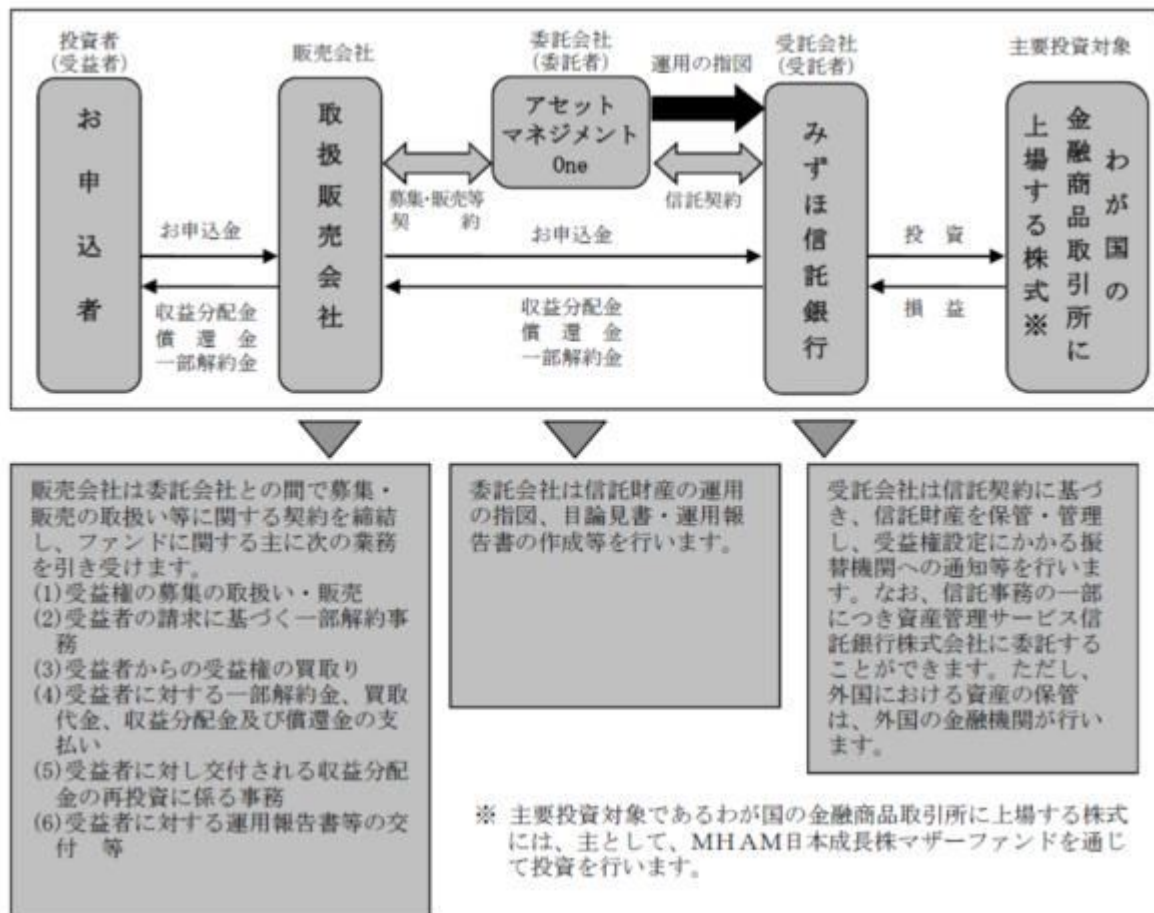 投資者
(受益者)
お申込者
販売会社
取扱販売会社
委託会社
(委託者)
アセット
マネジメント
One
運用の指図
受託会社
(受託者)
みずほ信託銀行
主要投資対象
わが国の
金融商品取引所に
上場する株式※
募集・販売等
契　約
信託契約
お申込金
収益分配金
償　還　金
一部解約金
お申込金
収益分配金
償　還　金
一部解約金
投　資
損　益
販売会社は委託会社との間で募集・
販売の取扱い等に関する契約を締結
し、ファンドに関する主に次の業務
を引き受けます。
(1)受益権の募集の取扱い・販売
(2)受益者の請求に基づく一部解約事
務
(3)受益者からの受益権の買取り
(4)受益者に対する一部解約金、買取
代金、収益分配金及び償還金の支
払い
(5)受益者に対し交付される収益分配
金の再投資に係る事務
(6)受益者に対する運用報告書等の交
付　等
委託会社は信託財産の運用
の指図、目論見書・運用報
告書の作成等を行います。
受託会社は信託契約に基づ
き、信託財産を保管・管理
し、受益権設定にかかる振
替機関への通知等を行いま
す。なお、信託事務の一部
につき資産管理サービス信
託銀行株式会社に委託する
ことができます。ただし、
外国における資産の保管
は、外国の金融機関が行い
ます。
※ 主要投資対象であるわが国の金融商品取引所に上場する株式
には、主として、MHAM日本成長株マザーファンドを通じ
て投資を行います。